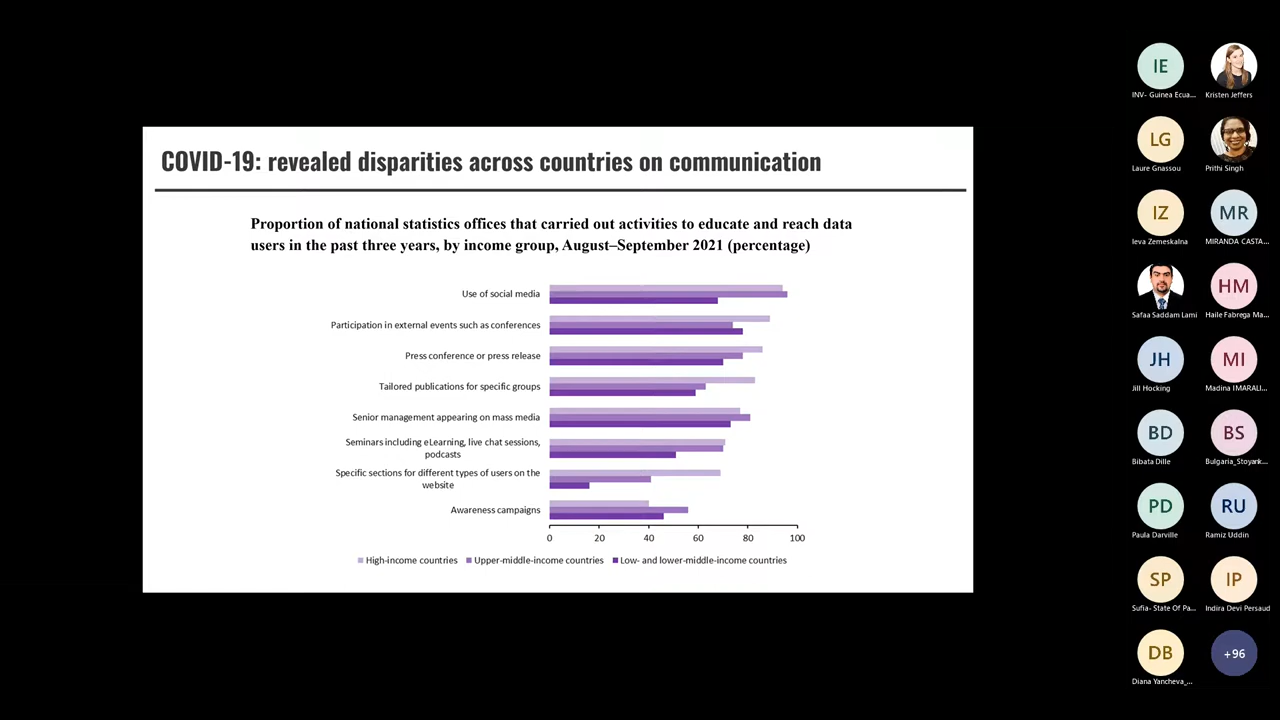 COVID-19: revealed disparities across countries on communication
Proportion of national statistics offices that carried out activities to educate and reach data
users in the past three years, by income group, August–September 2021 (percentage)
Use of social media
Participation in external events such as conferences
Press conference or press release
Tailored publications for specific groups
Senior management appearing on mass media
Seminars including eLearning, live chat sessions,
podcasts
Specific sections for different types of users on the
website
Awareness campaigns
0 20 40 60 80 100
High-income countries Upper-middle-income countries Low- and lower-middle-income countries
IE
INV- Guinea Ecua... Kristen Jeffers
LG
Laure Gnassou Prithi Singh
IZ MR
Ieva Zemeskalna MIRANDA CASTA...
HM
Safaa Saddam Lami Haile Fabrega Ma...
JH MI
Jill Hocking Madina IMARALI...
BD BS
Bibata Dille Bulgaria_Stoyank...
PD RU
Paula Darville Ramiz Uddin
SP IP
Sufia- State Of Pa... Indira Devi Persaud
DB +96
Diana Yancheva_...